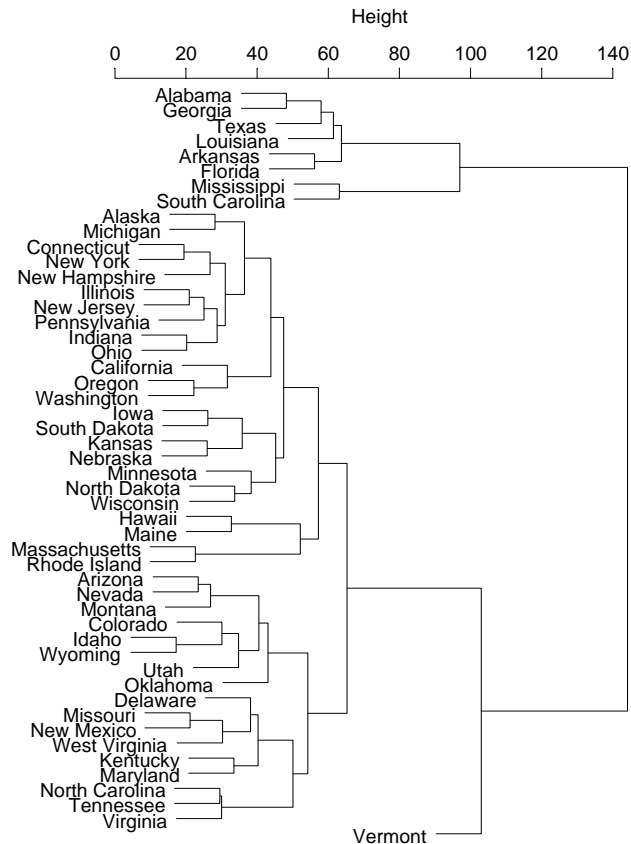 Height
0 20 40 60 80 100 120 140
Alabama
Georgia
Texas
Louisiana
Arkansas
Florida
Mississippi
South Carolina
Alaska
Michigan
Connecticut
New York
New Hampshire
Illinois
New Jersey
Pennsylvania
Indiana
Ohio
California
Oregon
Washington
Iowa
South Dakota
Kansas
Nebraska
Minnesota
North Dakota
Wisconsin
Hawaii
Maine
Massachusetts
Rhode Island
Arizona
Nevada
Montana
Colorado
Idaho
Wyoming
Utah
Oklahoma
Delaware
Missouri
New Mexico
West Virginia
Kentucky
Maryland
North Carolina
Tennessee
Virginia
Vermont